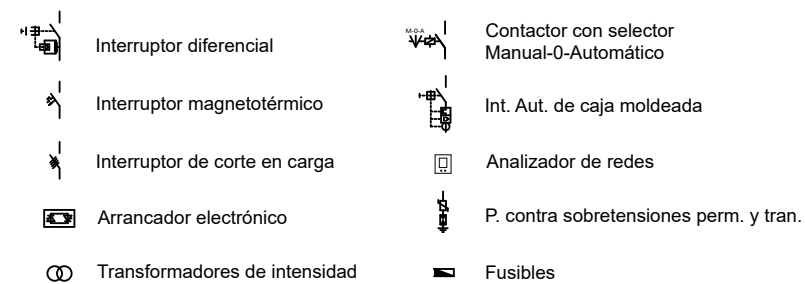 Interruptor diferencial
Interruptor magnetotérmico
Interruptor de corte en carga
Arrancador electrónico
Transformadores de intensidad
M-0-A
Contactor con selector
Manual-0-Automático
Int. Aut. de caja moldeada
Analizador de redes
P. contra sobretensiones perm. y tran.
Fusibles